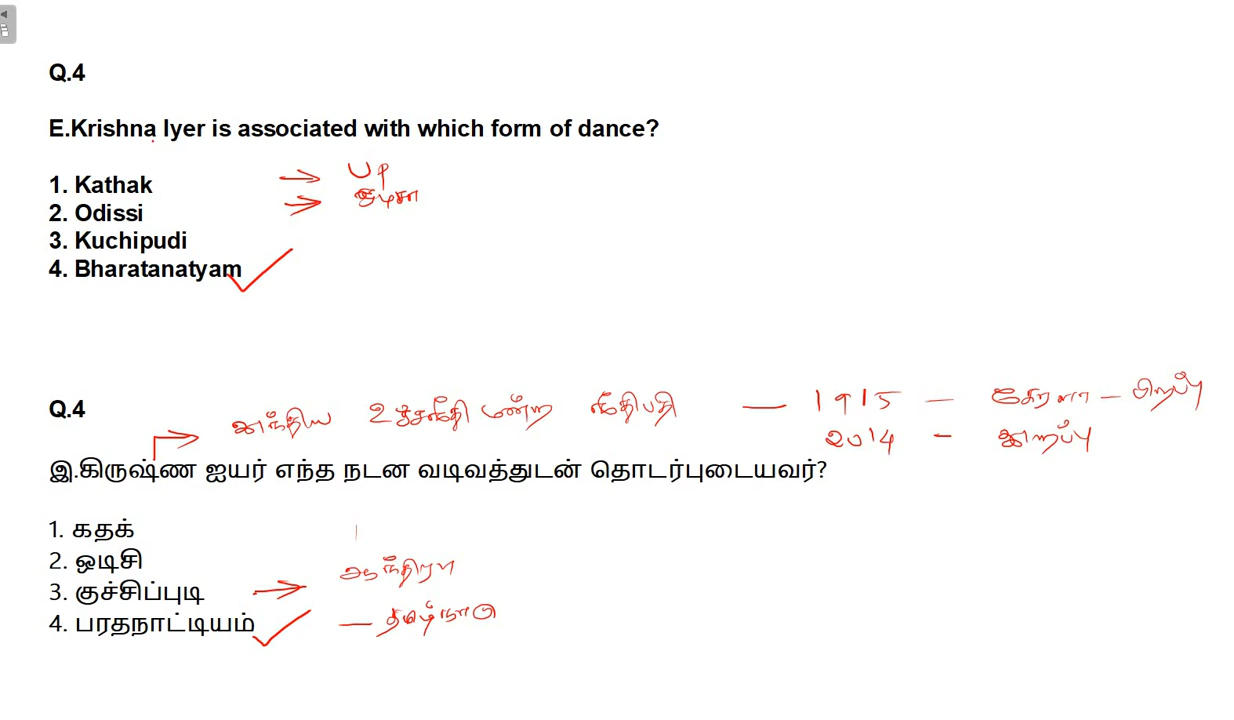 Q.4
E.Krishna Iyer is associated with which form of dance?
1. Kathak → UP
2. Odissi → ஒடிசா
3. Kuchipudi
4. Bharatanatyam
Q.4
இந்திய உச்சநீதி மன்ற நீதிபதி — 1915 — கேரளா – பிறப்பு
2014 – இறப்பு
இ.கிருஷ்ண ஐயர் எந்த நடன வடிவத்துடன் தொடர்புடையவர்?
1. கதக்
2. ஒடிசி
3. குச்சிப்புடி → ஆந்திரா
4. பரதநாட்டியம் — தமிழ்நாடு